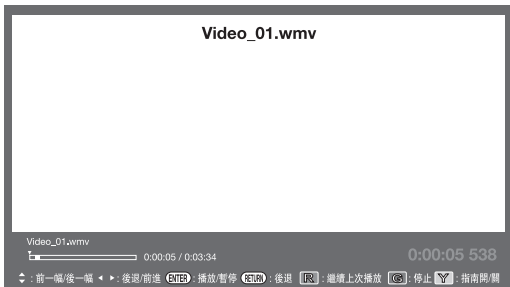 Video_01.wmv
Video_01.wmv
0:00:05 / 0:03:34 0:00:05 538
: 前一幅/後一幅 : 後退/前進 ENTER : 播放/暫停 RETURN : 後退 R : 繼續上次播放 G : 停止 Y : 指南開/關